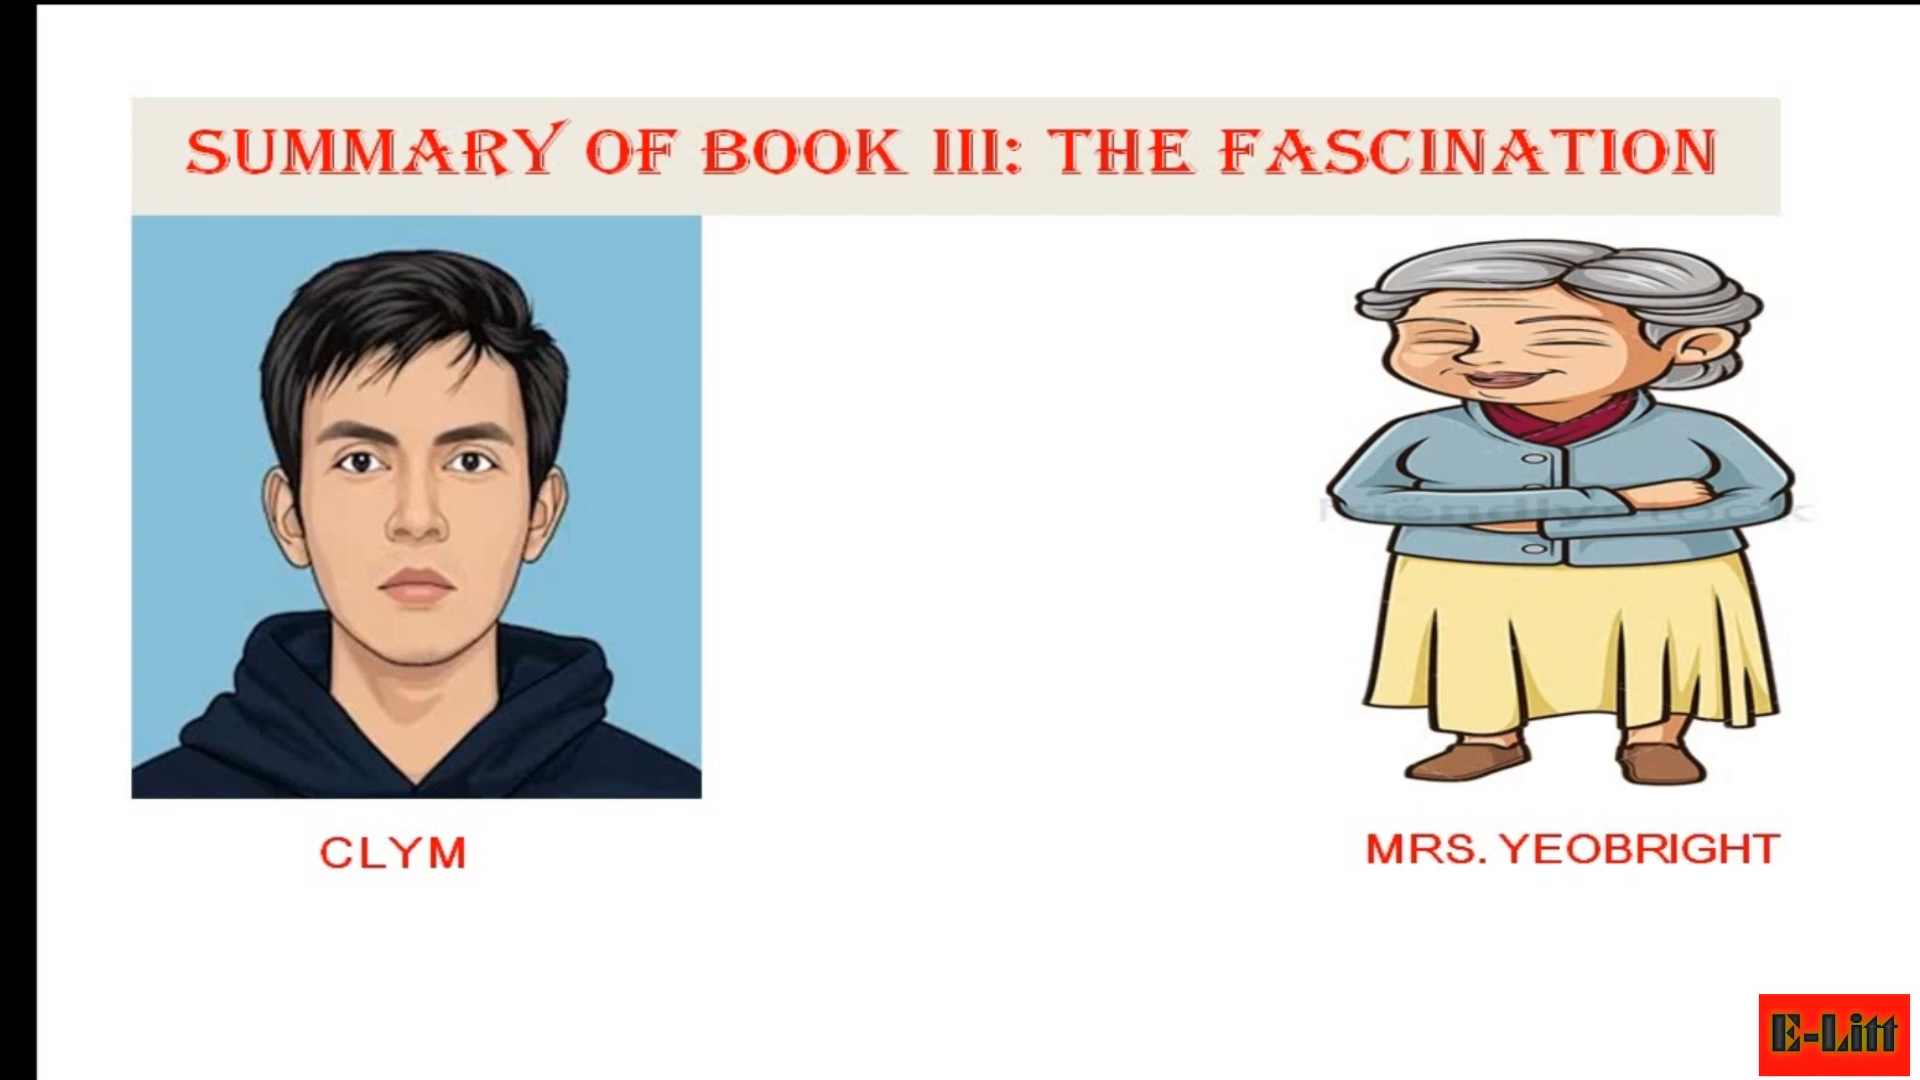 SUMMARY OF BOOK III: THE FASCINATION
CLYM
MRS. YEOBRIGHT
E-Litt